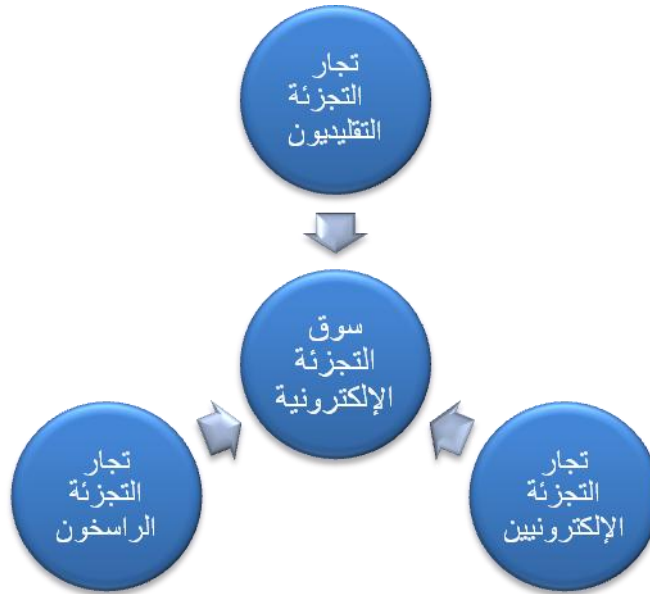 تجار
التجزئة
التقليديون
سوق
التجزئة
الإلكترونية
تجار
التجزئة
الإلكترونيين
تجار
التجزئة
الراسخون